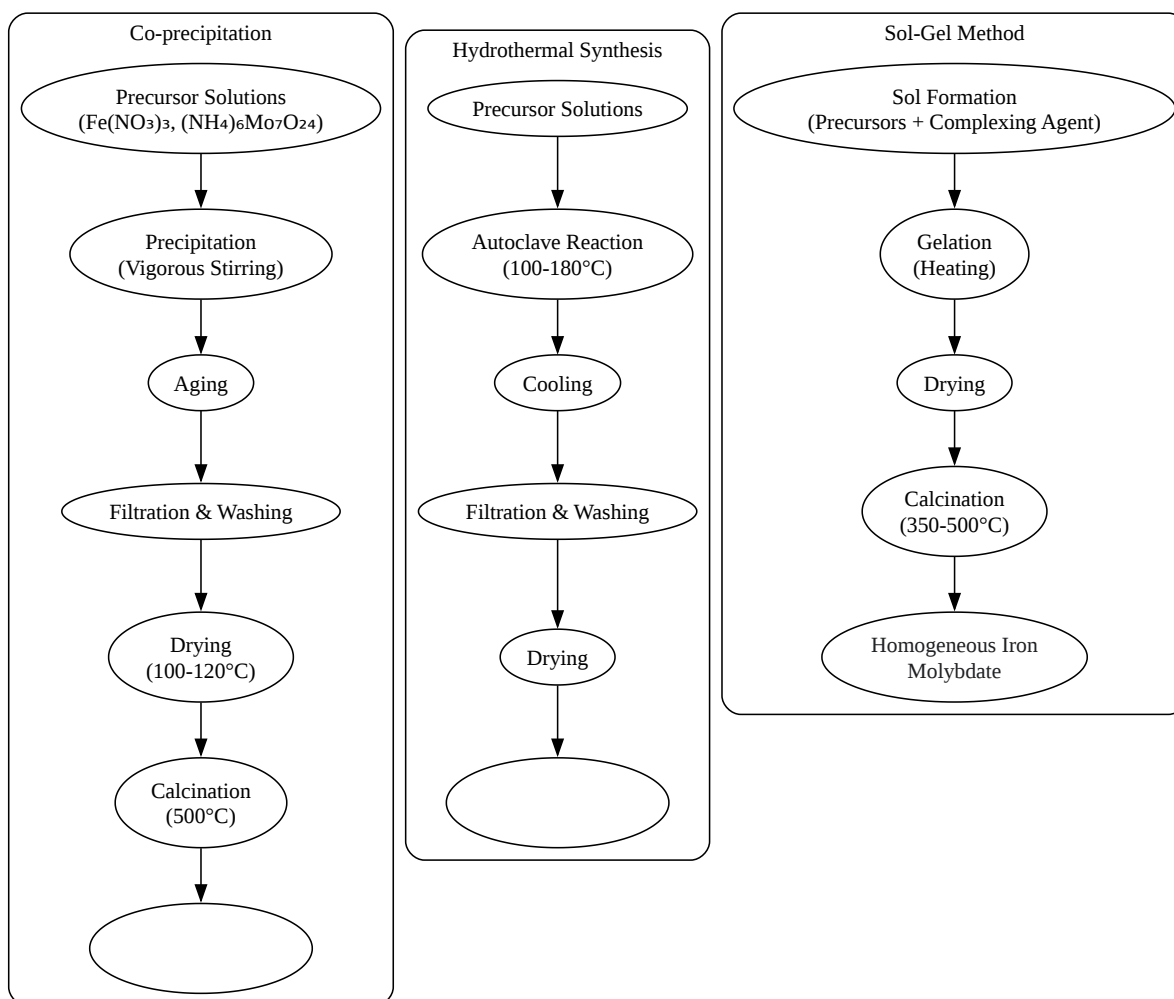 Co-precipitation
Precursor Solutions
(Fe(NO₃)₃, (NH₄)₆Mo₇O₂₄)
Precipitation
(Vigorous Stirring)
Aging
Filtration & Washing
Drying
(100-120°C)
Calcination
(500°C)
Hydrothermal Synthesis
Precursor Solutions
Autoclave Reaction
(100-180°C)
Cooling
Filtration & Washing
Drying
Sol-Gel Method
Sol Formation
(Precursors + Complexing Agent)
Gelation
(Heating)
Drying
Calcination
(350-500°C)
Homogeneous Iron
Molybdate